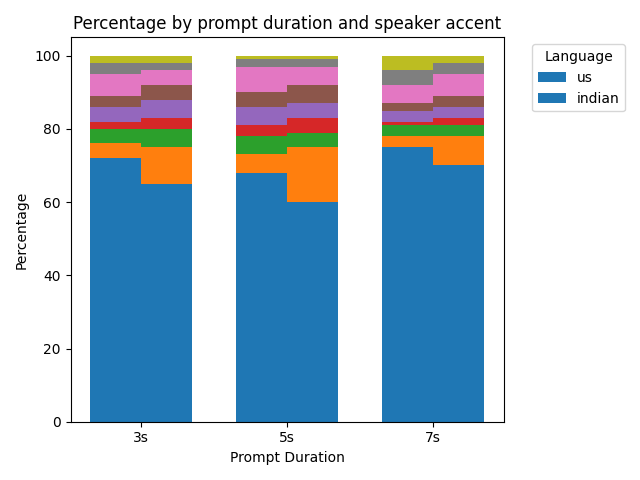 Percentage by prompt duration and speaker accent
Language
us
indian
100
80
60
40
20
0
Percentage
3s
5s
7s
Prompt Duration